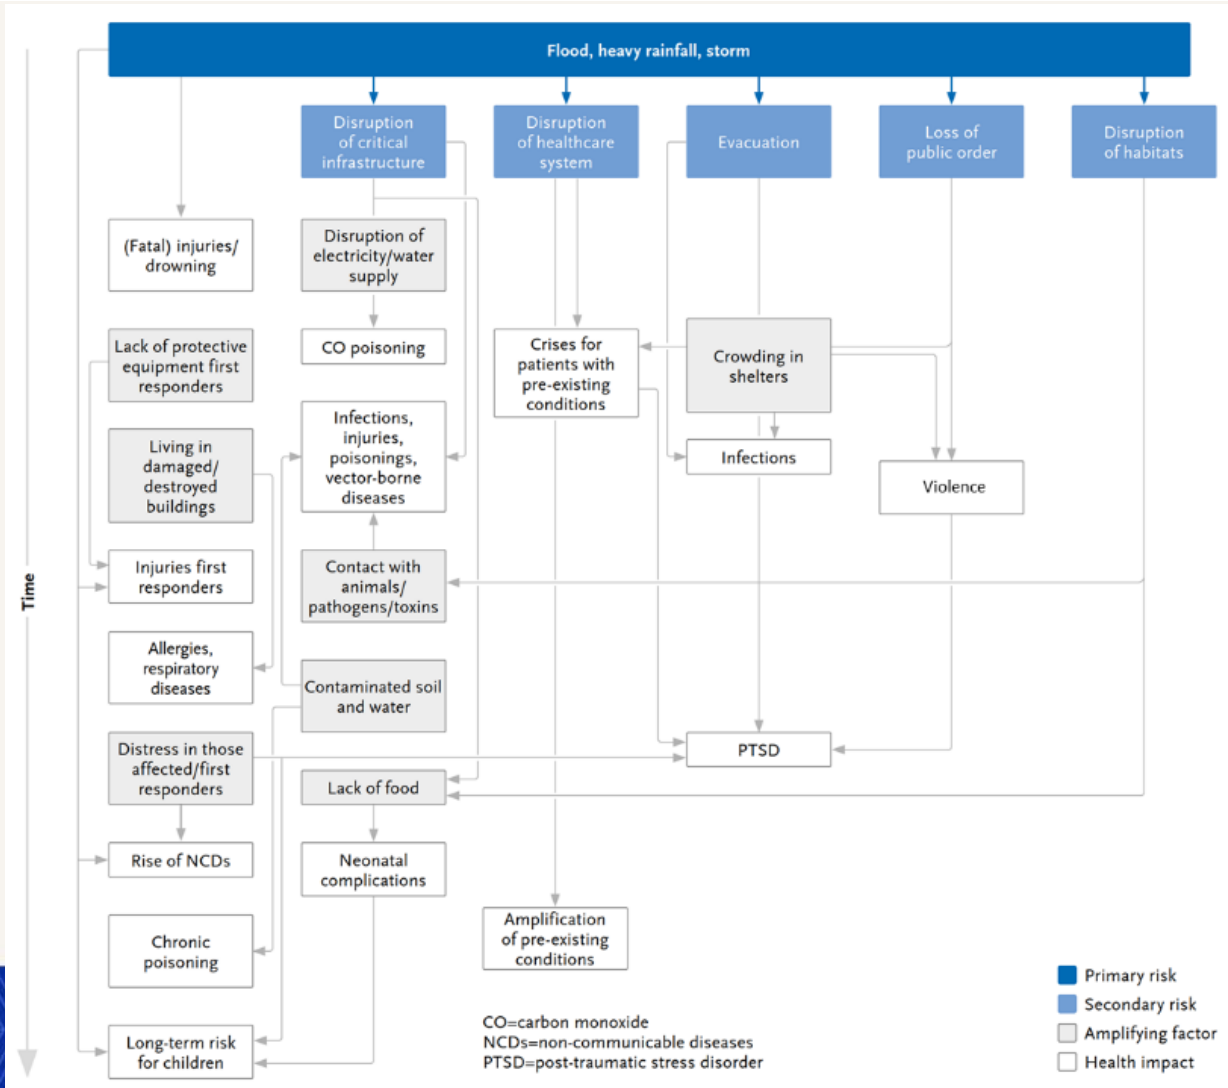 Flood, heavy rainfall, storm
Disruption
of critical
infrastructure
Disruption
of healthcare
system
Evacuation
Loss of
public order
Disruption
of habitats
(Fatal) injuries/
drowning
Disruption of
electricity/water
supply
Lack of protective
equipment first
responders
CO poisoning
Crises for
patients with
pre-existing
conditions
Crowding in
shelters
Living in
damaged/
destroyed
buildings
Infections,
injuries,
poisonings,
vector-borne
diseases
Infections
Violence
Injuries first
responders
Contact with
animals/
pathogens/toxins
Time
Allergies,
respiratory
diseases
Contaminated soil
and water
Distress in those
affected/first
responders
PTSD
Lack of food
Rise of NCDs
Neonatal
complications
Chronic
poisoning
Amplification
of pre-existing
conditions
Long-term risk
for children
CO=carbon monoxide
NCDs=non-communicable diseases
PTSD=post-traumatic stress disorder
Primary risk
Secondary risk
Amplifying factor
Health impact